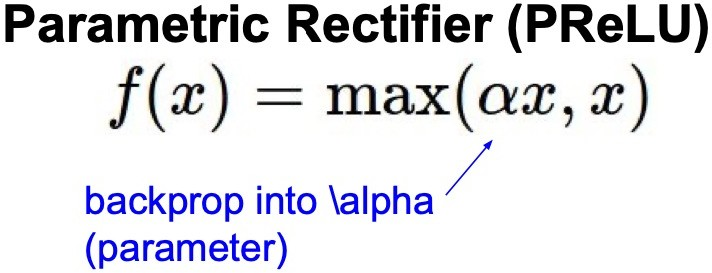 Parametric Rectifier (PReLU)
f(x) = max(αx, x)
backprop into \alpha
(parameter)